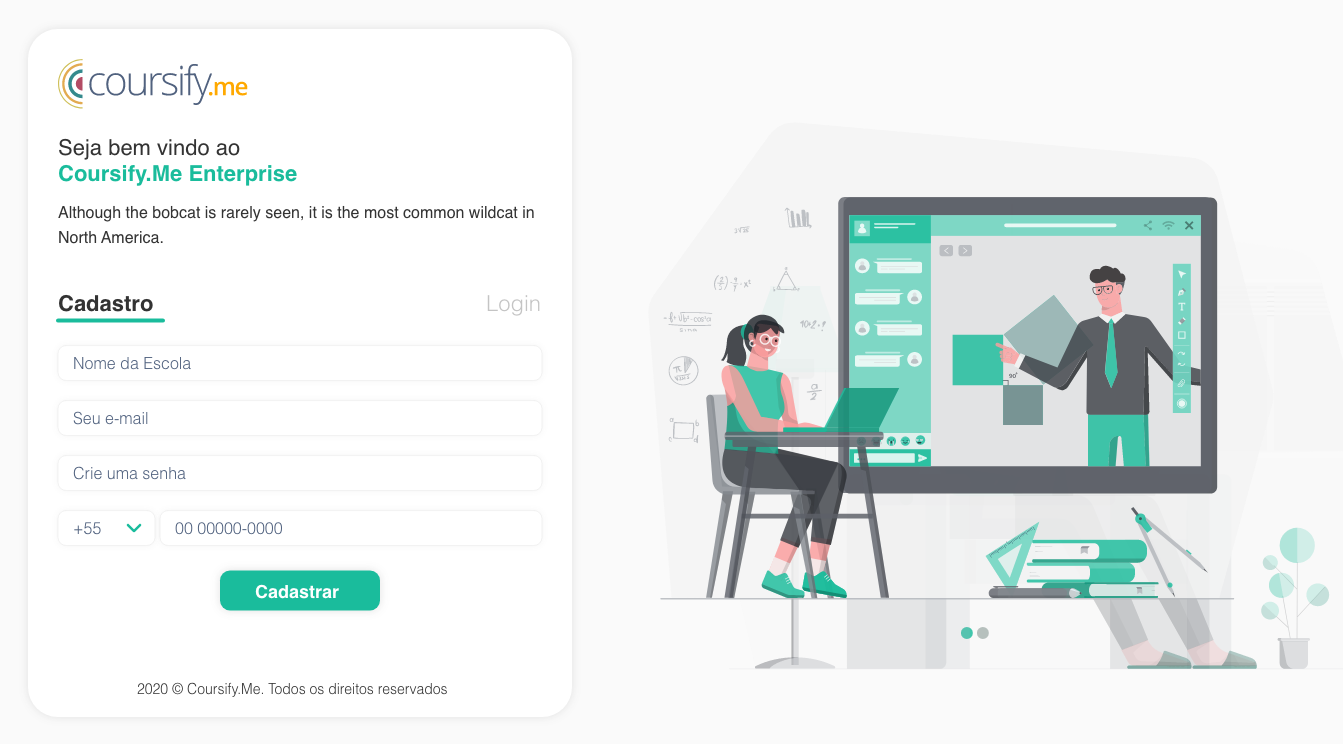 coursify.me
Seja bem vindo ao
Coursify.Me Enterprise
Although the bobcat is rarely seen, it is the most common wildcat in
North America.
Cadastro
Login
Nome da Escola
Seu e-mail
Crie uma senha
+55
00 00000-0000
Cadastrar
2020 © Coursify.Me. Todos os direitos reservados
90°
T